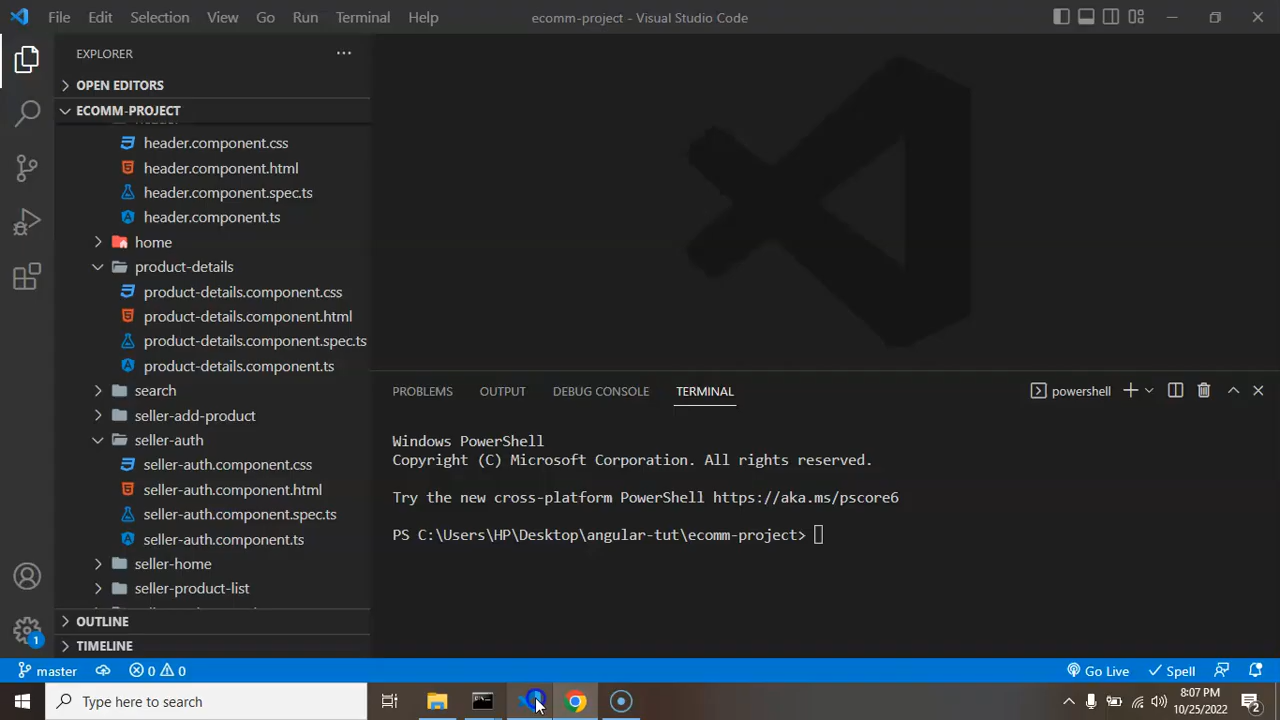 File Edit Selection View Go Run Terminal Help ecomm-project - Visual Studio Code
EXPLORER
OPEN EDITORS
ECOMM-PROJECT
header.component.css
header.component.html
header.component.spec.ts
header.component.ts
home
product-details
product-details.component.css
product-details.component.html
product-details.component.spec.ts
product-details.component.ts
search
seller-add-product
seller-auth
seller-auth.component.css
seller-auth.component.html
seller-auth.component.spec.ts
seller-auth.component.ts
seller-home
seller-product-list
OUTLINE
TIMELINE
PROBLEMS OUTPUT DEBUG CONSOLE TERMINAL powershell
Windows PowerShell
Copyright (C) Microsoft Corporation. All rights reserved.
Try the new cross-platform PowerShell https://aka.ms/pscore6
PS C:\Users\HP\Desktop\angular-tut\ecomm-project>
1
master 0 0 Go Live Spell
Type here to search
8:07 PM
10/25/2022
2